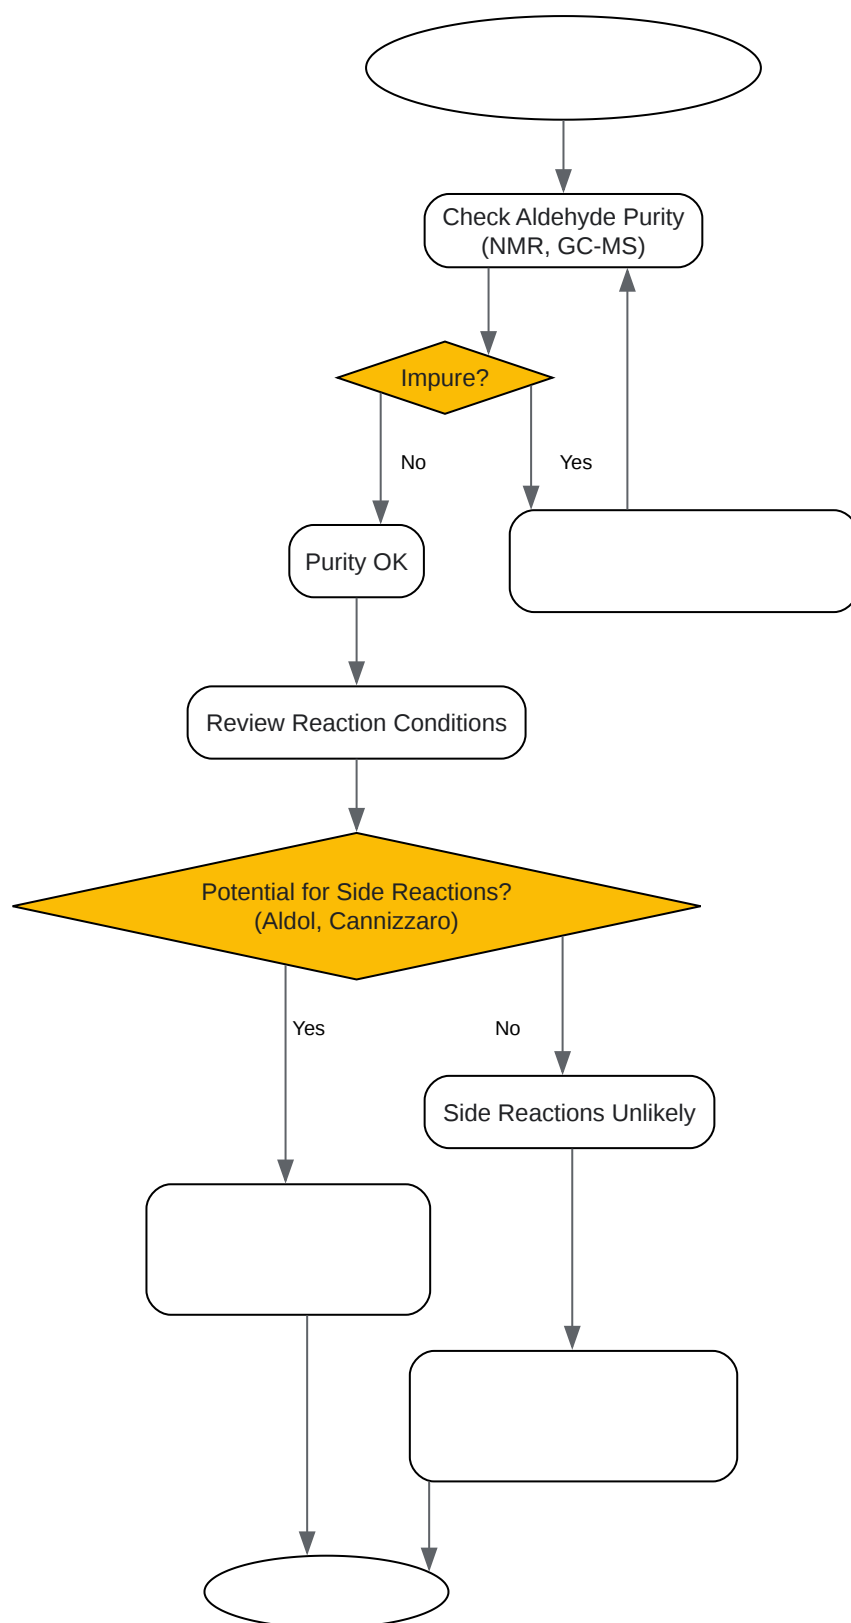 Check Aldehyde Purity
(NMR, GC-MS)
Impure?
No
Yes
Purity OK
Review Reaction Conditions
Potential for Side Reactions?
(Aldol, Cannizzaro)
Yes
No
Side Reactions Unlikely